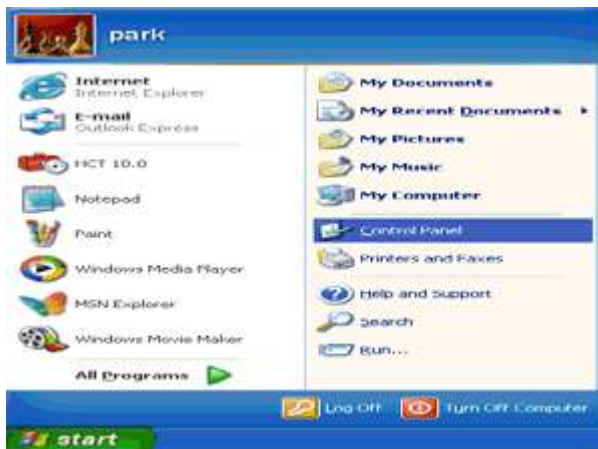 park
Internet
Internet Explorer
E-mail
Outlook Express
HCT 10.0
Notepad
Paint
Windows Media Player
MSN Explorer
Windows Movie Maker
All Programs
My Documents
My Recent Documents
My Pictures
My Music
My Computer
Control Panel
Printers and Faxes
Help and Support
Search
Run...
Log Off
Turn Off Computer
start